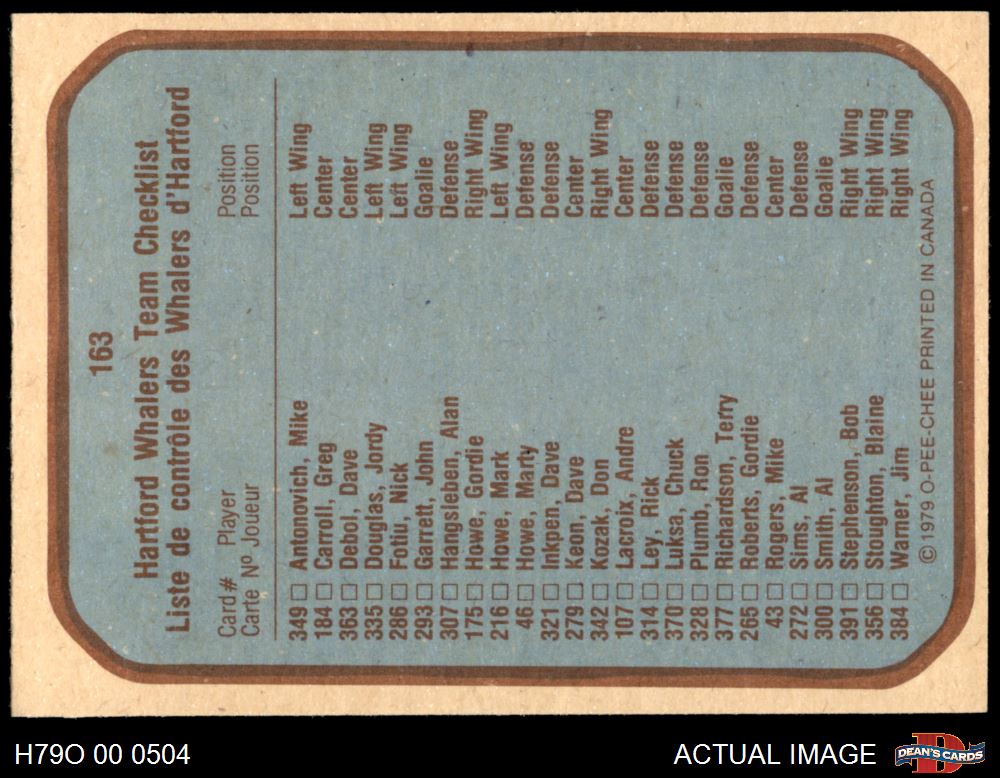 163
Hartford Whalers Team Checklist
Liste de contrôle des Whalers d'Hartford
Card# Player Position
Carte Nº Joueur Position
349 Antonovich, Mike Left Wing
184 Carroll, Greg Center
363 Debol, Dave Center
335 Douglas, Jordy Left Wing
286 Fotiu, Nick Left Wing
293 Garrett, John Goalie
307 Hangsleben, Alan Defense
175 Howe, Gordie Right Wing
216 Howe, Mark Left Wing
46 Howe, Marty Defense
321 Inkpen, Dave Defense
279 Keon, Dave Center
342 Kozak, Don Right Wing
107 Lacroix, Andre Center
314 Ley, Rick Defense
370 Luksa, Chuck Defense
328 Plumb, Ron Defense
377 Richardson, Terry Goalie
265 Roberts, Gordie Defense
43 Rogers, Mike Center
272 Sims, Al Defense
300 Smith, Al Goalie
391 Stephenson, Bob Right Wing
356 Stoughton, Blaine Right Wing
384 Warner, Jim Right Wing
© 1979 O-PEE-CHEE PRINTED IN CANADA
H79O 00 0504
ACTUAL IMAGE
D
DEAN'S CARDS